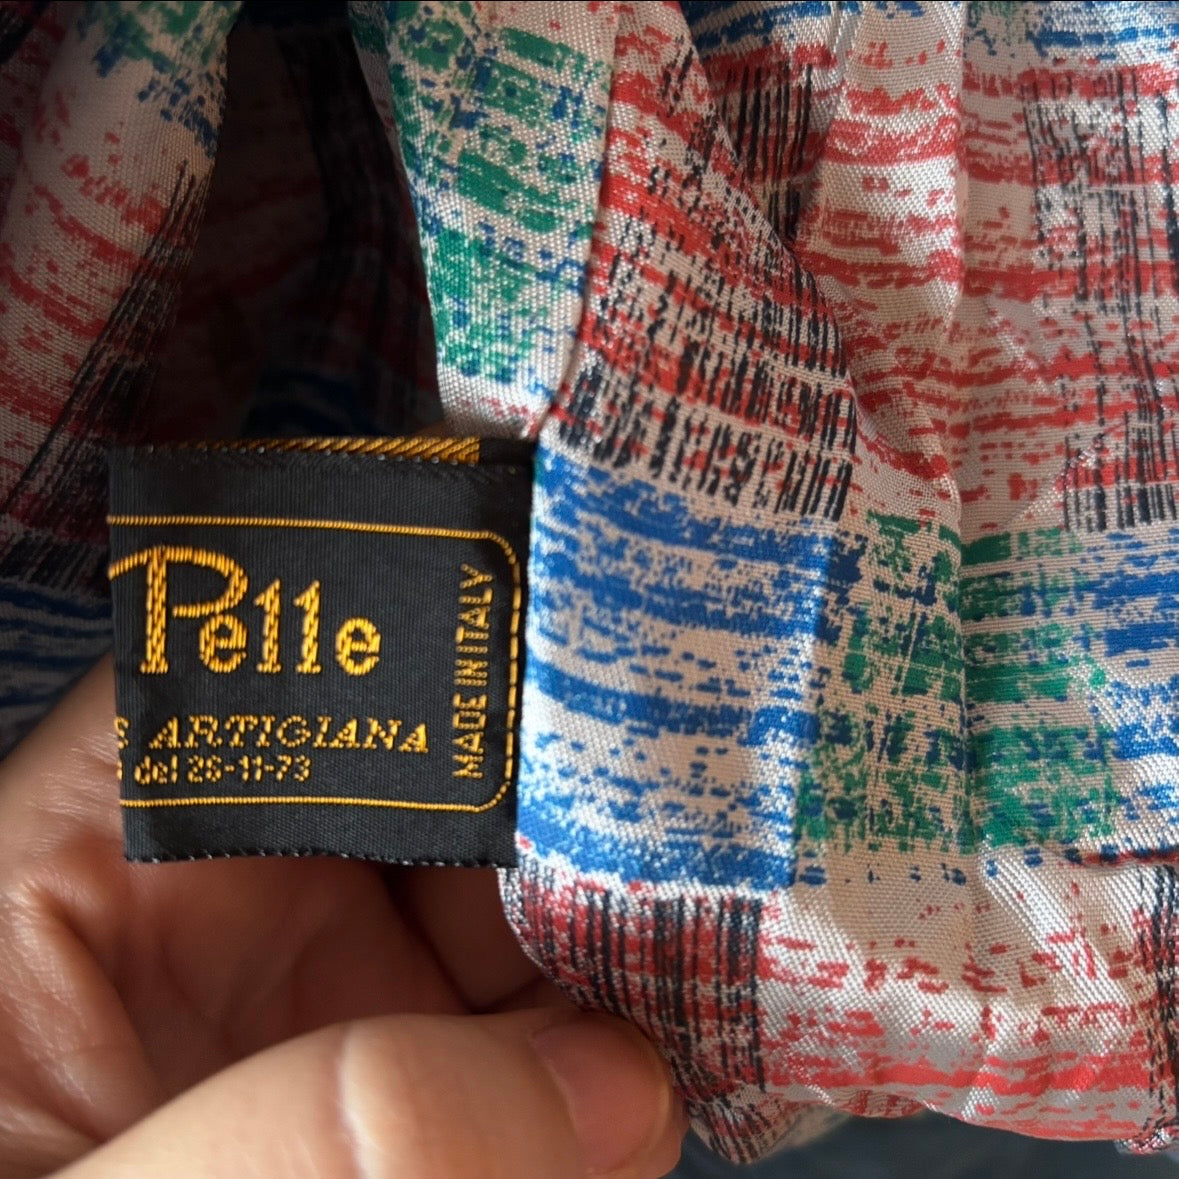 Pelle
ARTIGIANA
del 26-11-73
MADE IN ITALY